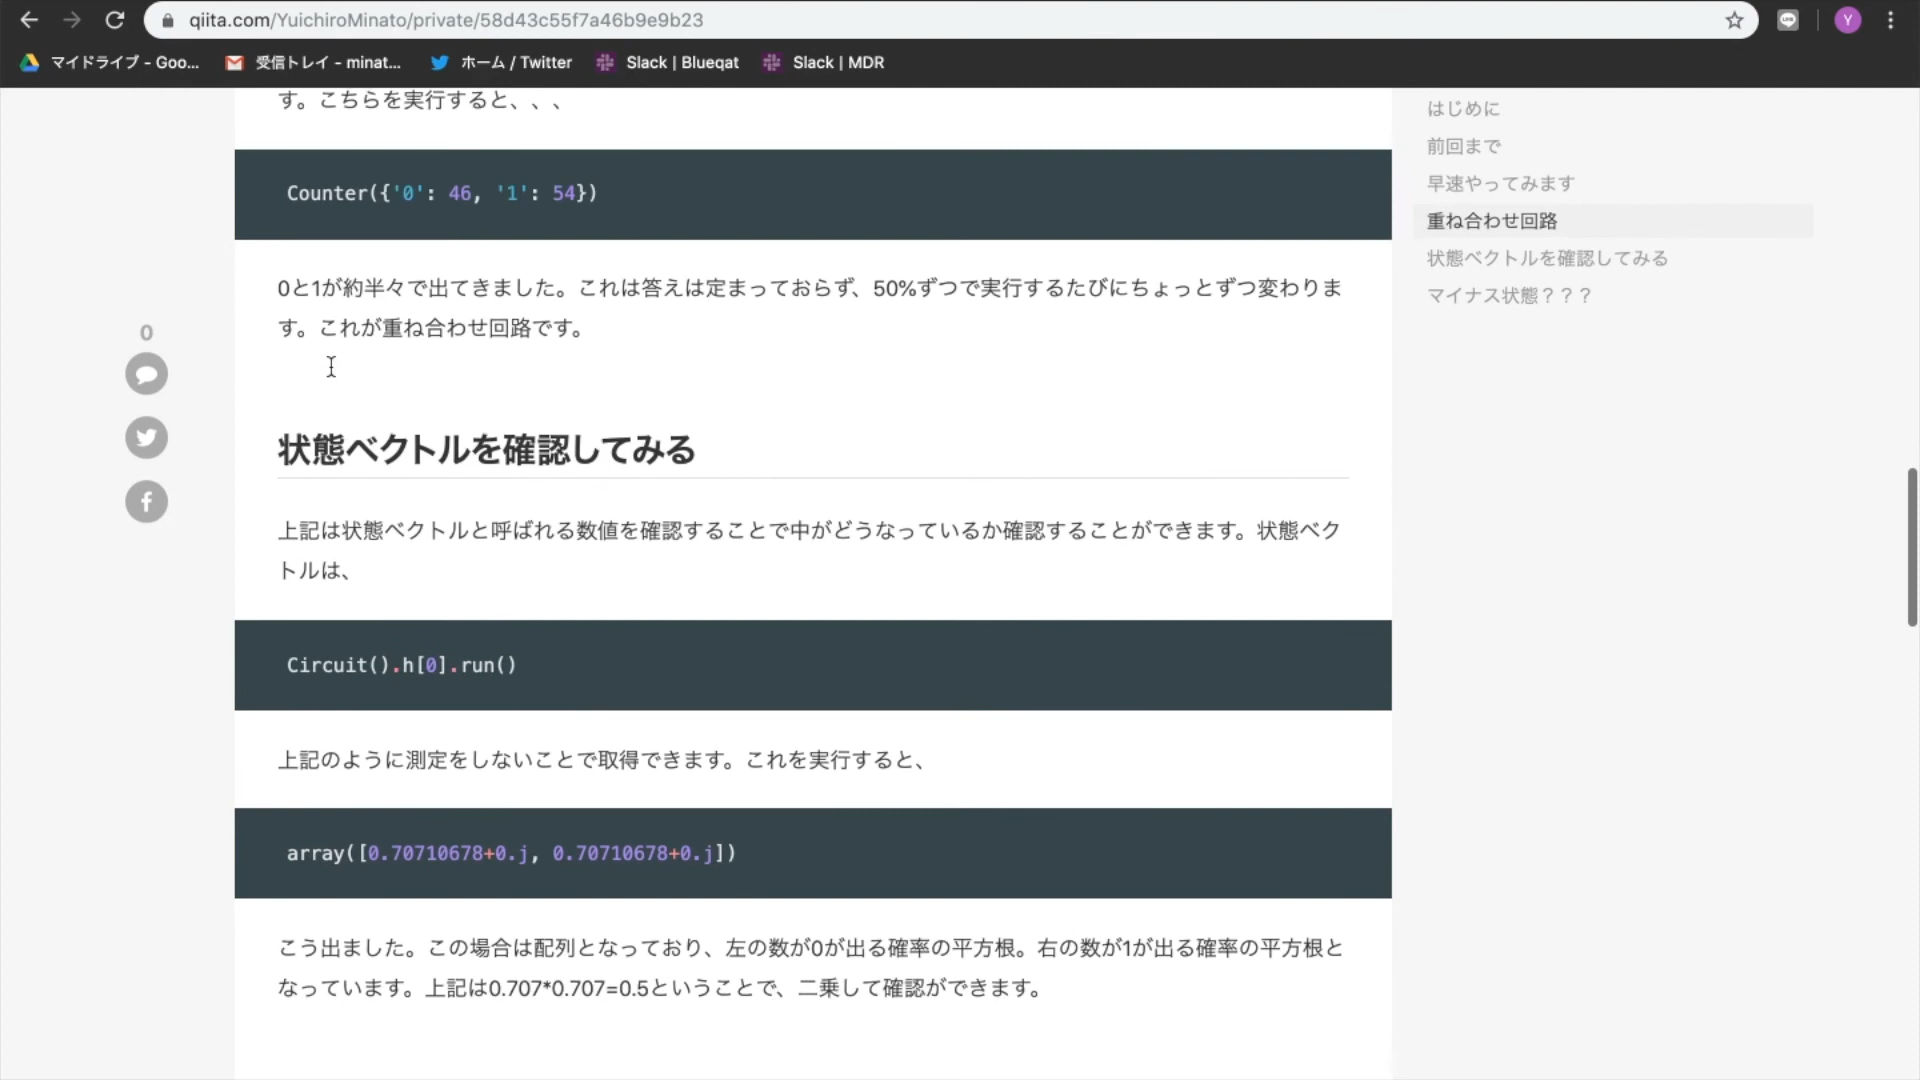 qiita.com/YuichiroMinato/private/58d43c55f7a46b9e9b23
Y
マイドライブ - Goo...
受信トレイ - minat...
ホーム / Twitter
Slack | Blueqat
Slack | MDR
す。こちらを実行すると、、、
Counter({'0': 46, '1': 54})
0と1が約半々で出てきました。これは答えは定まっておらず、50%ずつで実行するたびにちょっとずつ変わりま
す。これが重ね合わせ回路です。
0
状態ベクトルを確認してみる
上記は状態ベクトルと呼ばれる数値を確認することで中がどうなっているか確認することができます。状態ベク
トルは、
Circuit().h[0].run()
上記のように測定をしないことで取得できます。これを実行すると、
array([0.70710678+0.j, 0.70710678+0.j])
こう出ました。この場合は配列となっており、左の数が0が出る確率の平方根。右の数が1が出る確率の平方根と
なっています。上記は0.707*0.707=0.5ということで、二乗して確認ができます。
はじめに
前回まで
早速やってみます
重ね合わせ回路
状態ベクトルを確認してみる
マイナス状態？？？